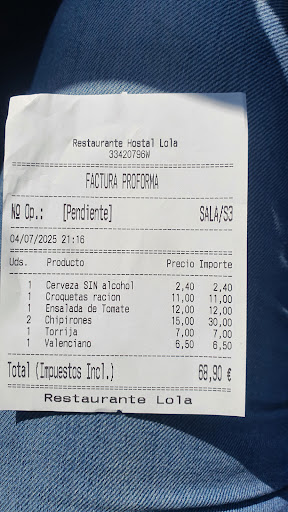 Restaurante Hostal Lola
33420796W
FACTURA PROFORMA
Nº Op.: [Pendiente] SALA/S3
04/07/2025 21:16
Uds. Producto Precio Importe
1 Cerveza SIN alcohol 2,40 2,40
1 Croquetas racion 11,00 11,00
1 Ensalada de Tomate 12,00 12,00
2 Chipirones 15,00 30,00
1 Torrija 7,00 7,00
1 Valenciano 6,50 6,50
Total (Impuestos Incl.) 68,90 €
Restaurante Lola